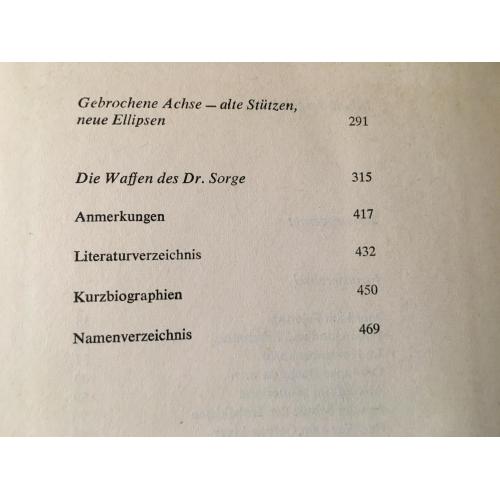 Gebrochene Achse — alte Stützen,
neue Ellipsen 291
Die Waffen des Dr. Sorge 315
Anmerkungen 417
Literaturverzeichnis 432
Kurzbiographien 450
Namenverzeichnis 469